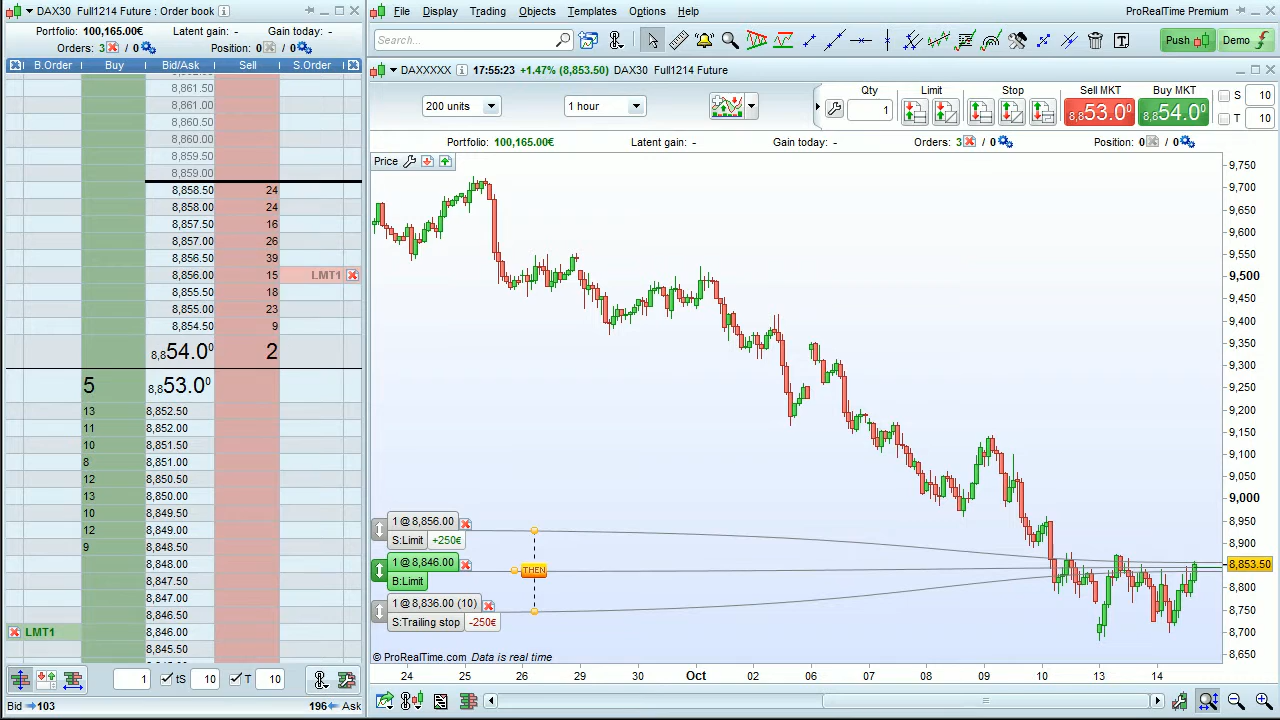 DAX30 Full1214 Future : Order book
Portfolio: 100,165.00€ Latent gain: - Gain today: -
Orders: 3 / 0 Position: 0 / 0
B.Order Buy Bid/Ask Sell S.Order
8,861.50
8,861.00
8,860.50
8,860.00
8,859.50
8,859.00
8,858.50 24
8,858.00 24
8,857.50 16
8,857.00 26
8,856.50 39
8,856.00 15 LMT1
8,855.50 18
8,855.00 23
8,854.50 9
8,854.0⁰ 2
5 8,853.0⁰
13 8,852.50
11 8,852.00
10 8,851.50
8 8,851.00
12 8,850.50
13 8,850.00
10 8,849.50
12 8,849.00
9 8,848.50
8,848.00
8,847.50
8,847.00
8,846.50
LMT1 8,846.00
8,845.50
1 tS 10 T 10
Bid 103 196 Ask
File Display Trading Objects Templates Options Help ProRealTime Premium
Search... Push Demo
DAXXXXX 17:55:23 +1.47% (8,853.50) DAX30 Full1214 Future
200 units 1 hour
Qty Limit Stop Sell MKT Buy MKT S 10
1 8,853.0⁰ 8,854.0⁰ T 10
Portfolio: 100,165.00€ Latent gain: - Gain today: - Orders: 3 / 0 Position: 0 / 0
Price
9,750
9,700
9,650
9,600
9,550
9,500
9,450
9,400
9,350
9,300
9,250
9,200
9,150
9,100
9,050
9,000
8,950
8,900
8,853.50
8,800
8,750
8,700
8,650
1 @ 8,856.00
S:Limit +250€
1 @ 8,846.00
B:Limit
THEN
1 @ 8,836.00 (10)
S:Trailing stop -250€
© ProRealTime.com Data is real time
24 25 26 29 30 Oct 02 06 07 08 09 10 13 14